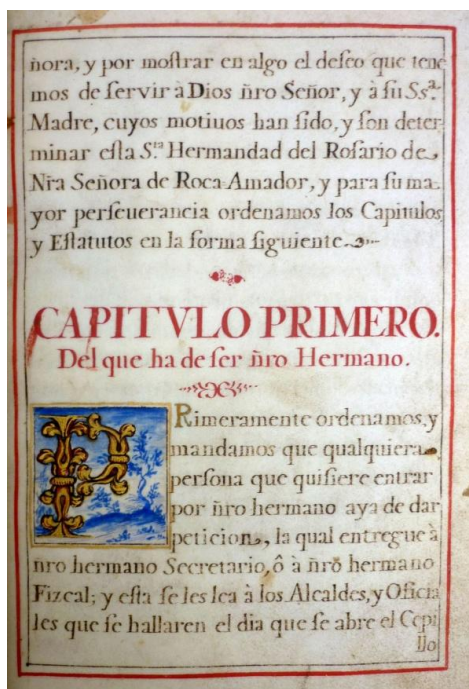 ñora, y por moſtrar en algo el deſeo que tene
mos de ſervir à Dios ñro Señor, y à ſu Sſª.
Madre, cuyos motiuos han ſido, y ſon deter
minar eſta S.ta Hermandad del Roſario de
Nrã Señora de Roca-Amador, y para ſu ma
yor perſeuerancia ordenamos los Capitulos
y Eſtatutos en la forma ſiguiente.
CAPITVLO PRIMERO.
Del que ha de ſer ñro Hermano.
PRimeramente ordenamos, y
mandamos que qualquiera
perſona que quiſiere entrar
por ñro hermano aya de dar
peticion, la qual entregue à
ñro hermano Secretario, ô à ñrõ hermano
Fizcal; y eſta ſe les lea à los Alcaldes, y Oficia
les que ſe hallaren el dia que ſe abre el Cepi
llo